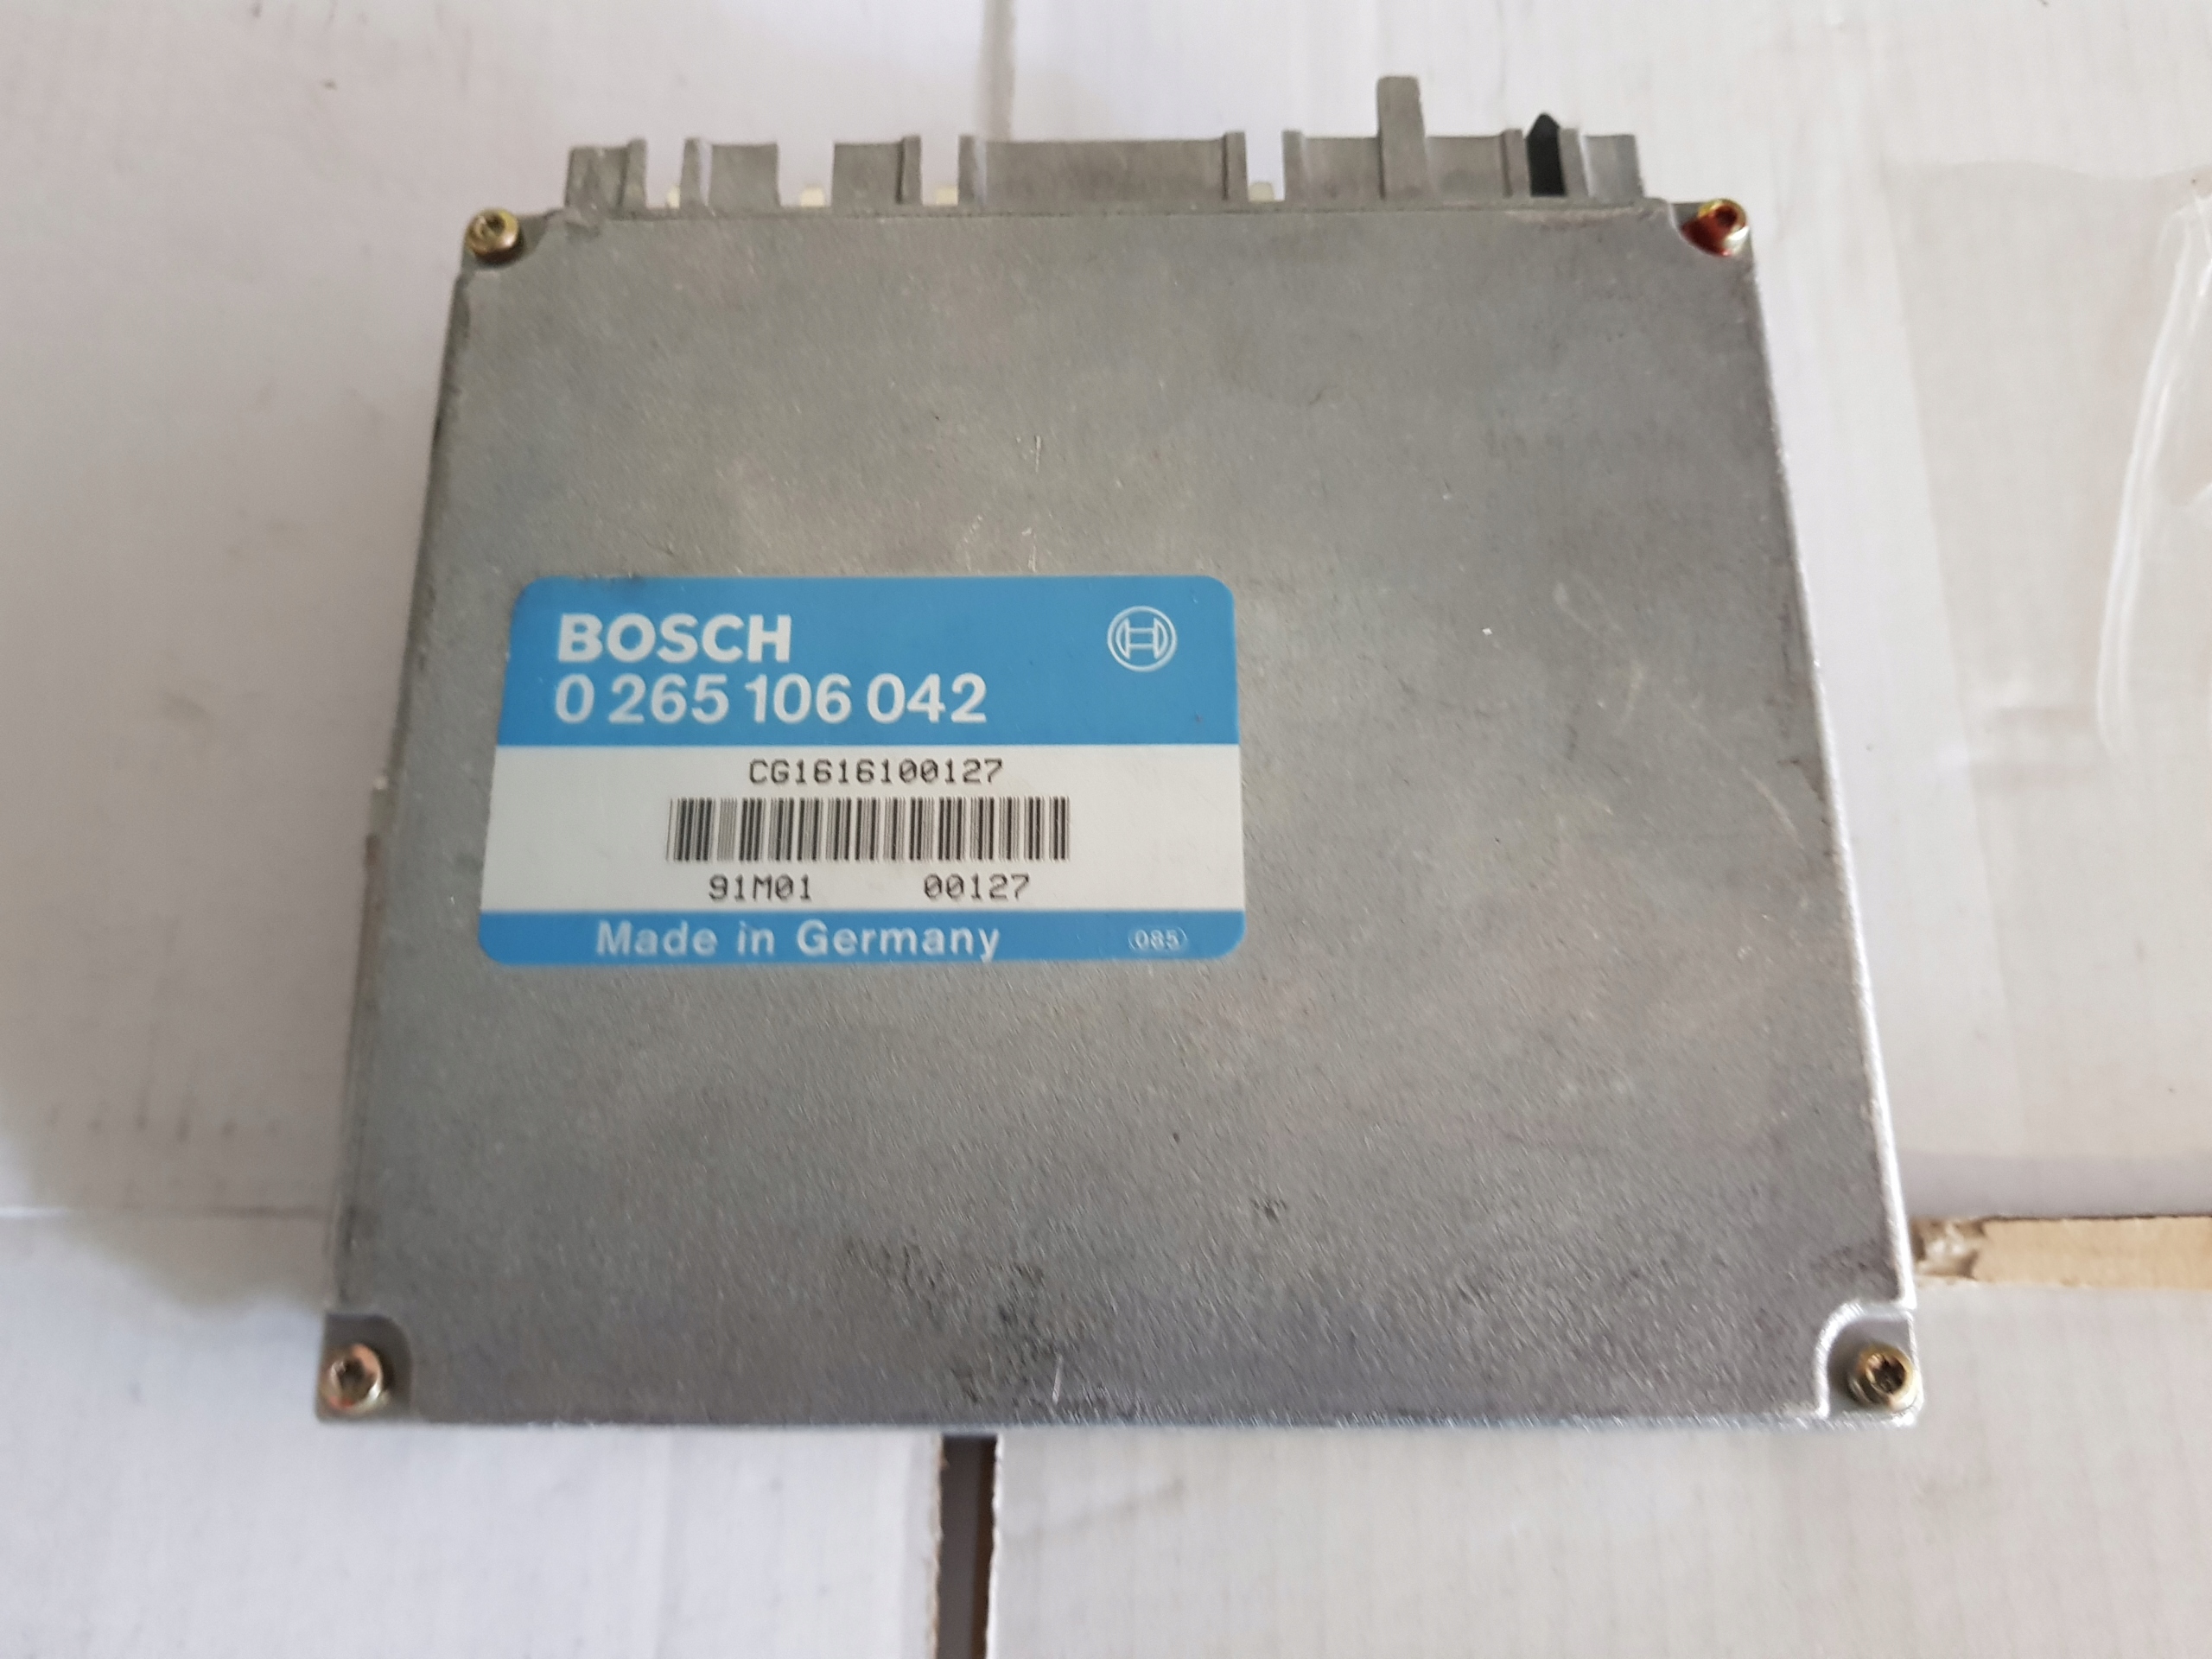 BOSCH
0 265 106 042
CG1616100127
91M01 00127
Made in Germany 085